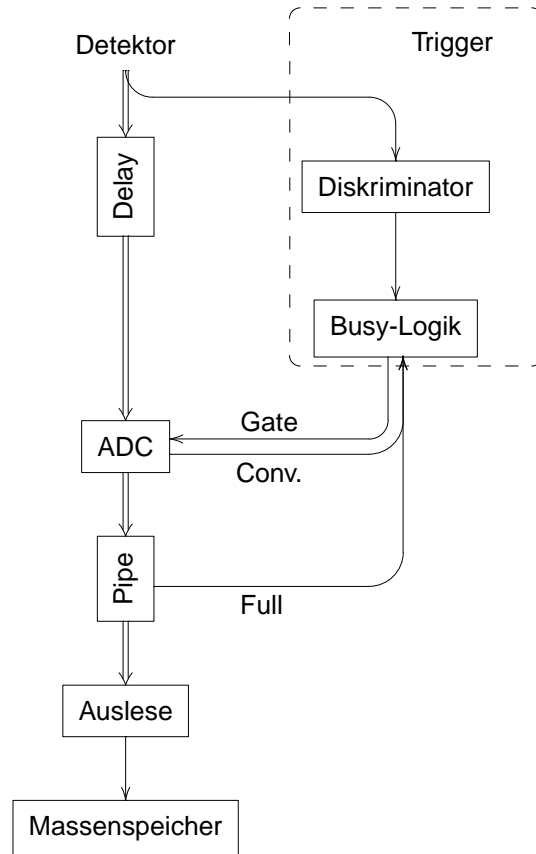 Detektor
Trigger
Delay
Diskriminator
Busy-Logik
Gate
ADC
Conv.
Pipe
Full
Auslese
Massenspeicher